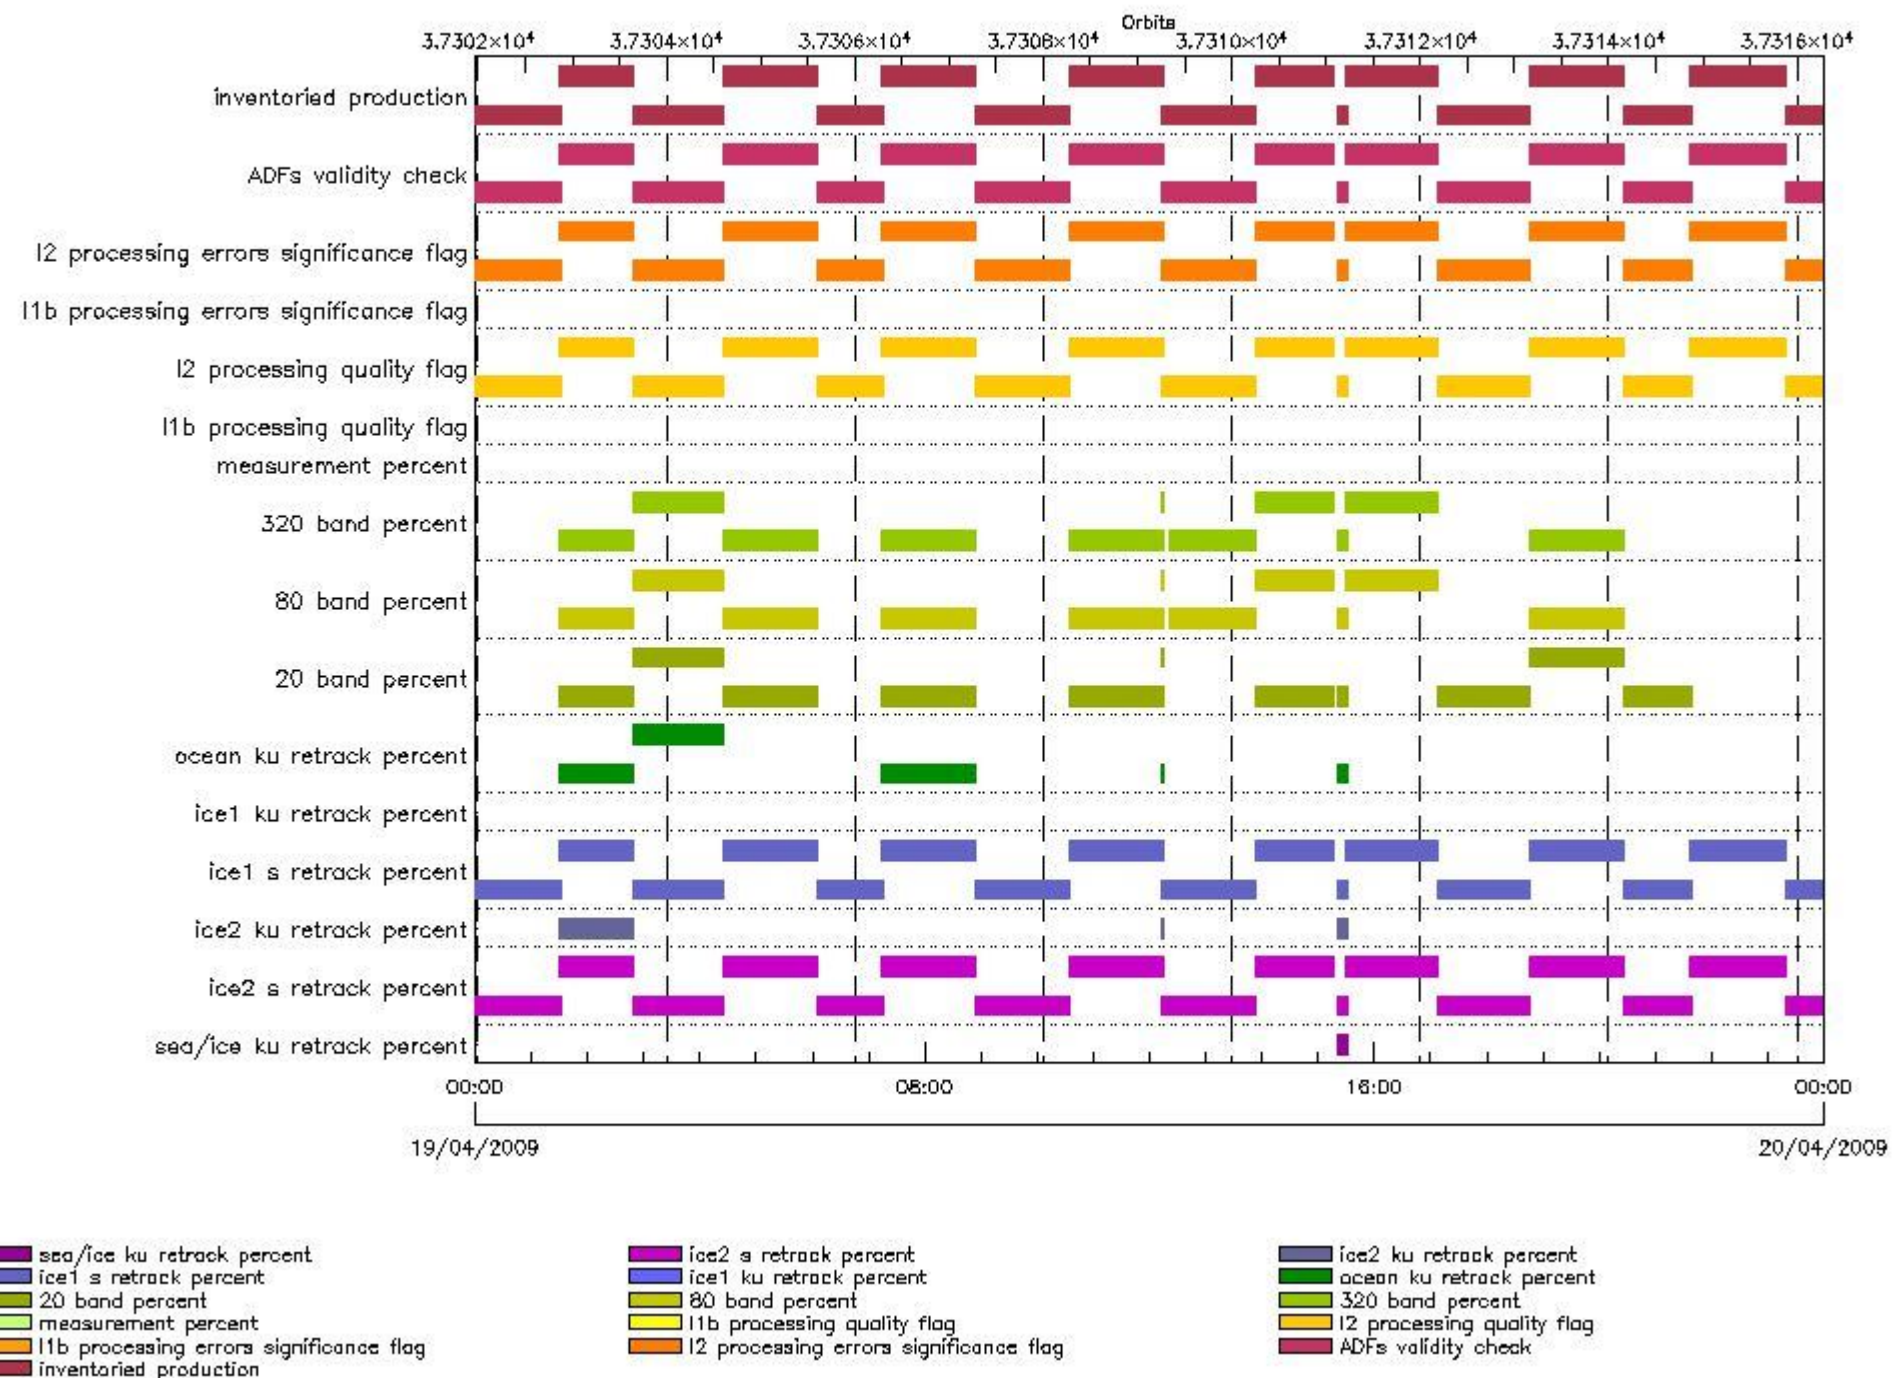 Orbits
3.7302×10⁴ 3.7304×10⁴ 3.7306×10⁴ 3.7308×10⁴ 3.7310×10⁴ 3.7312×10⁴ 3.7314×10⁴ 3.7316×10⁴
inventoried production
ADFs validity check
l2 processing errors significance flag
l1b processing errors significance flag
l2 processing quality flag
l1b processing quality flag
measurement percent
320 band percent
80 band percent
20 band percent
ocean ku retrack percent
ice1 ku retrack percent
ice1 s retrack percent
ice2 ku retrack percent
ice2 s retrack percent
sea/ice ku retrack percent
00:00 08:00 16:00 00:00
19/04/2009 20/04/2009
sea/ice ku retrack percent ice2 s retrack percent ice2 ku retrack percent
ice1 s retrack percent ice1 ku retrack percent ocean ku retrack percent
20 band percent 80 band percent 320 band percent
measurement percent l1b processing quality flag l2 processing quality flag
l1b processing errors significance flag l2 processing errors significance flag ADFs validity check
inventoried production